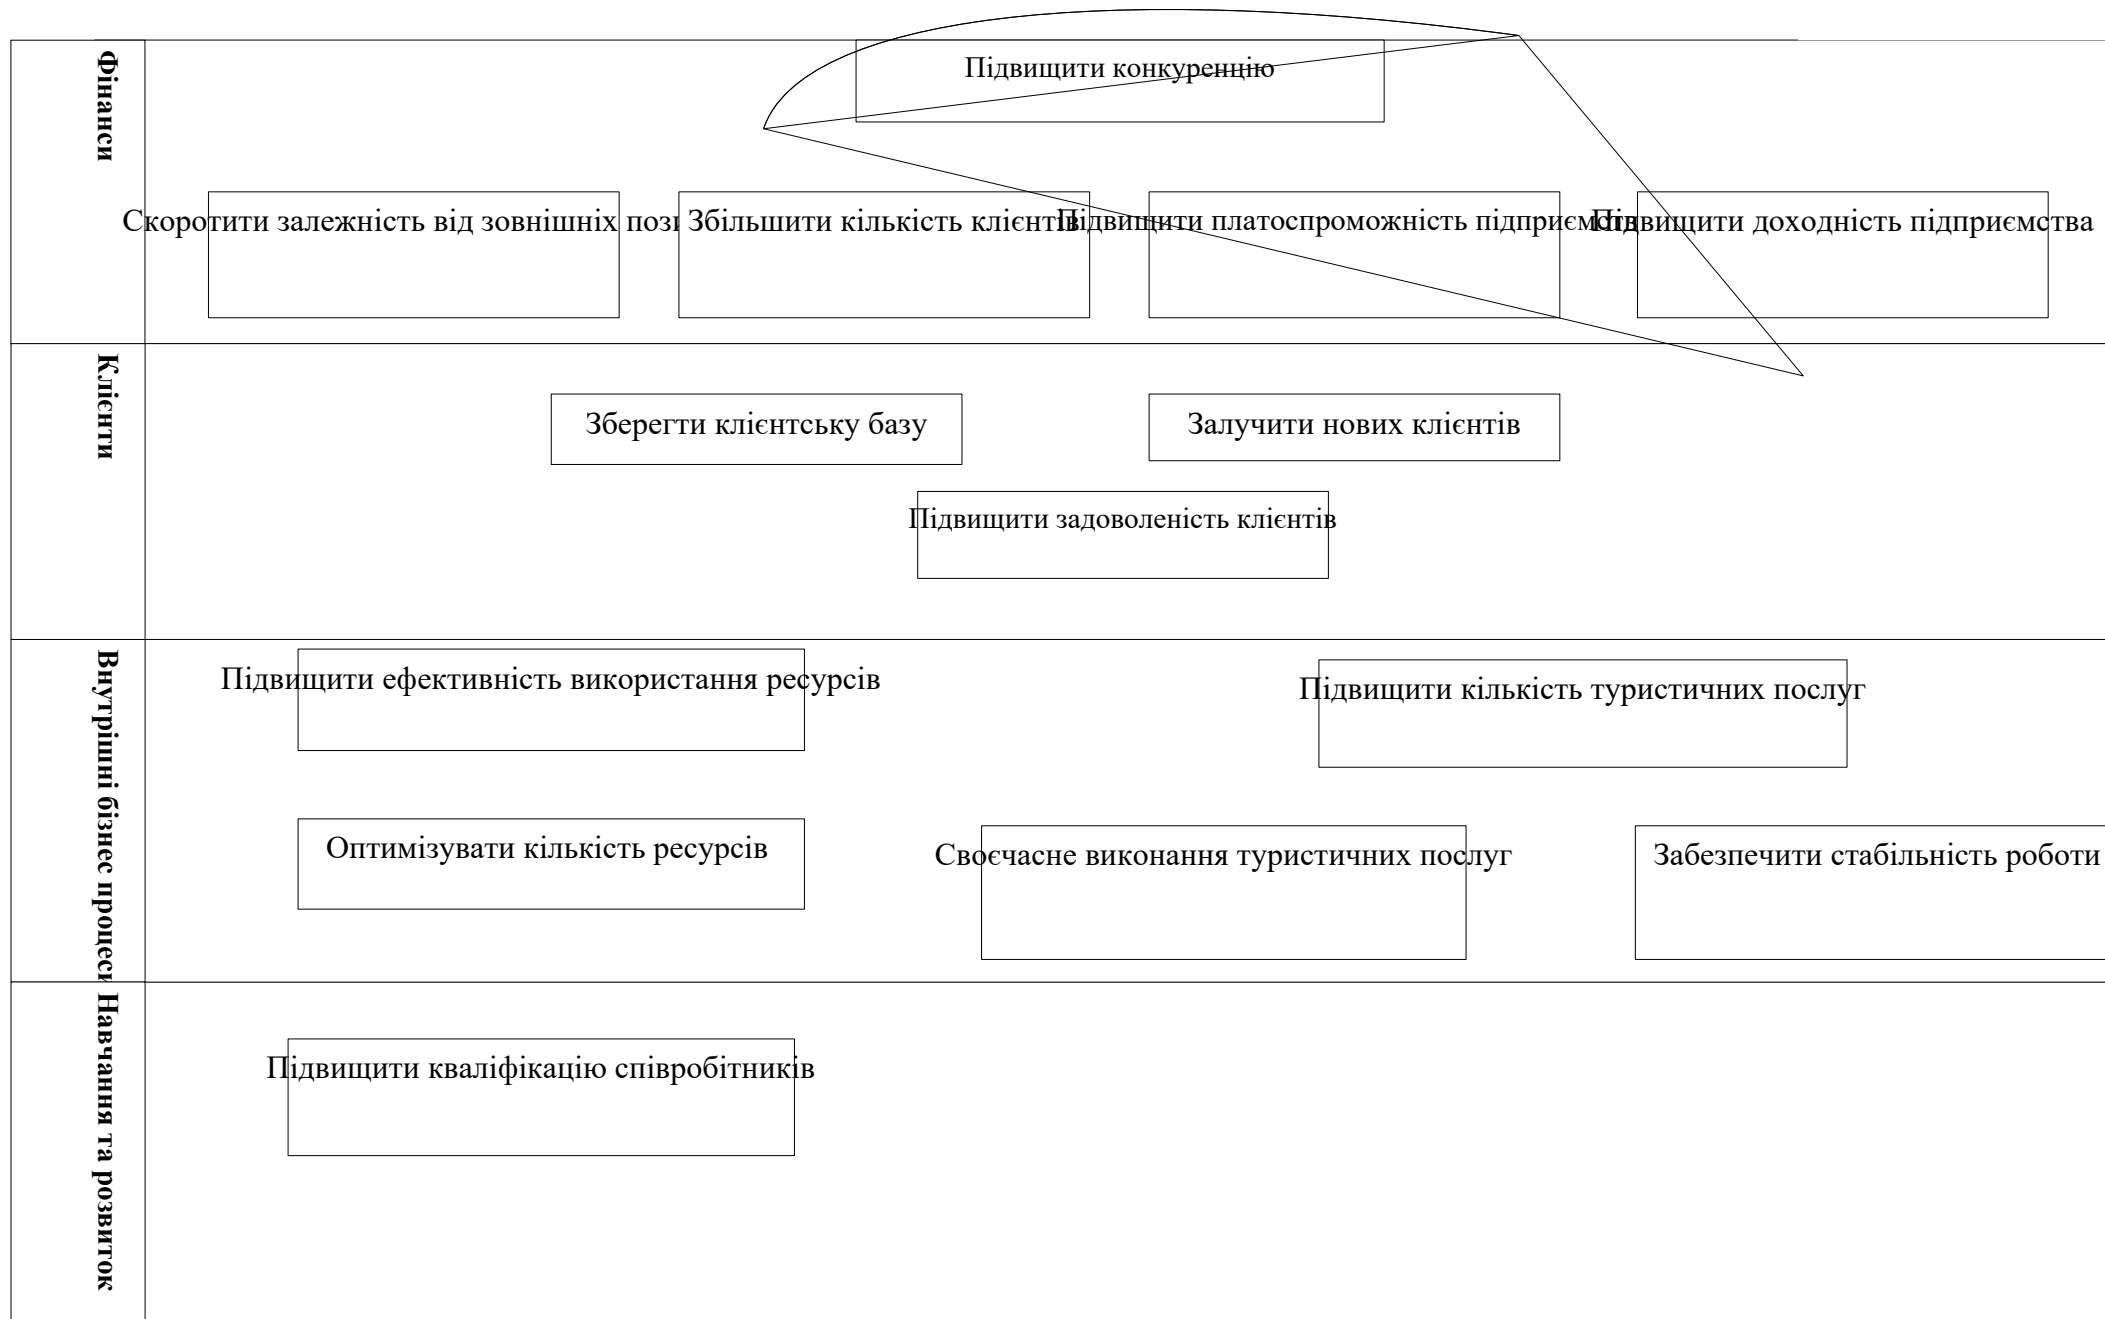 Фінанси
Підвищити конкуренцію
Скоротити залежність від зовнішніх
Збільшити кількість клієнтів
Підвищити платоспроможність підприємства
Підвищити доходність підприємства
Клієнти
Зберегти клієнтську базу
Залучити нових клієнтів
Підвищити задоволеність клієнтів
Внутрішні бізнес процеси
Підвищити ефективність використання ресурсів
Підвищити кількість туристичних послуг
Оптимізувати кількість ресурсів
Своєчасне виконання туристичних послуг
Забезпечити стабільність роботи
Навчання та розвиток
Підвищити кваліфікацію співробітників